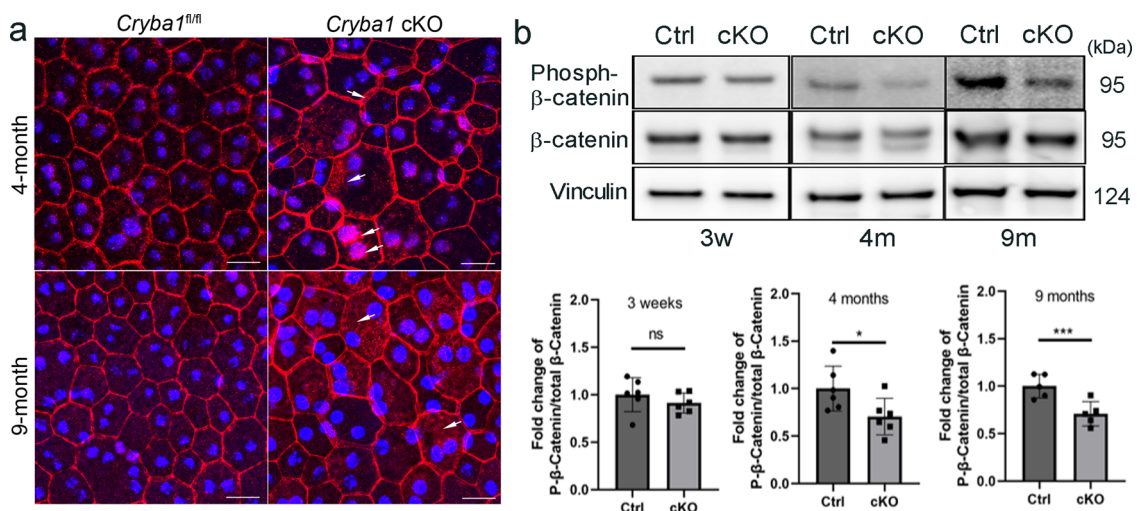 a
Cryba1fl/fl
Cryba1 cKO
4-month
9-month
b
Ctrl cKO
Ctrl cKO
Ctrl cKO
(kDa)
Phosph-
β-catenin
95
β-catenin
95
Vinculin
124
3w
4m
9m
Fold change of
P-β-Catenin/total β-Catenin
2.0
1.5
1.0
0.5
0.0
3 weeks
ns
Ctrl cKO
Fold change of
P-β-Catenin/total β-Catenin
2.0
1.5
1.0
0.5
0.0
4 months
*
Ctrl cKO
Fold change of
P-β-Catenin/total β-Catenin
2.0
1.5
1.0
0.5
0.0
9 months
***
Ctrl cKO